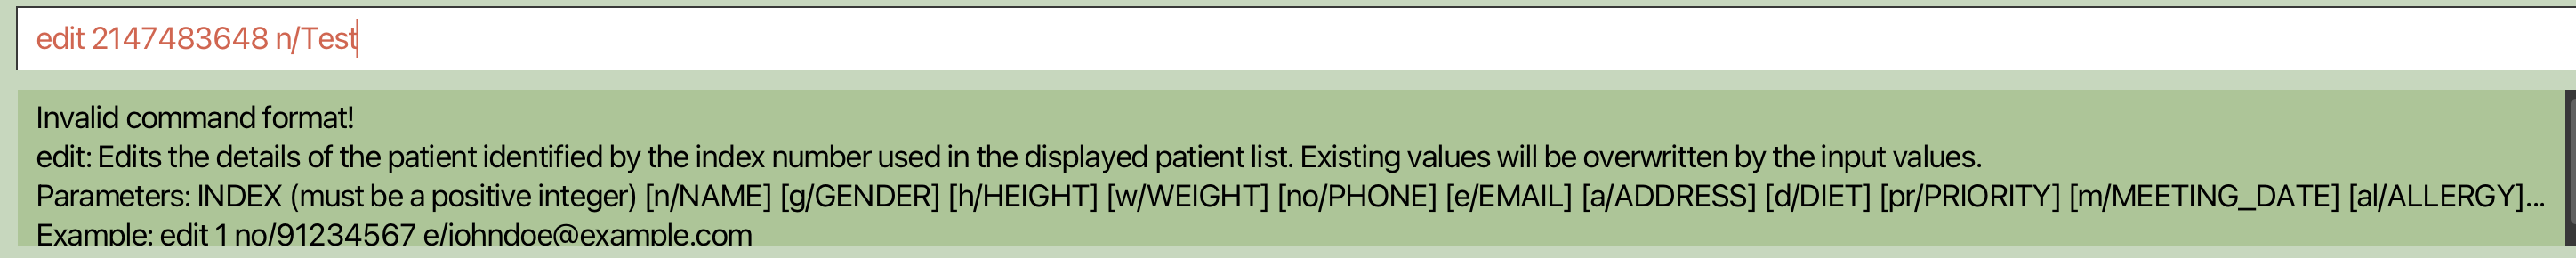 edit 2147483648 n/Test
Invalid command format!
edit: Edits the details of the patient identified by the index number used in the displayed patient list. Existing values will be overwritten by the input values.
Parameters: INDEX (must be a positive integer) [n/NAME] [g/GENDER] [h/HEIGHT] [w/WEIGHT] [no/PHONE] [e/EMAIL] [a/ADDRESS] [d/DIET] [pr/PRIORITY] [m/MEETING_DATE] [al/ALLERGY]...
Example: edit 1 no/91234567 e/johndoe@example.com